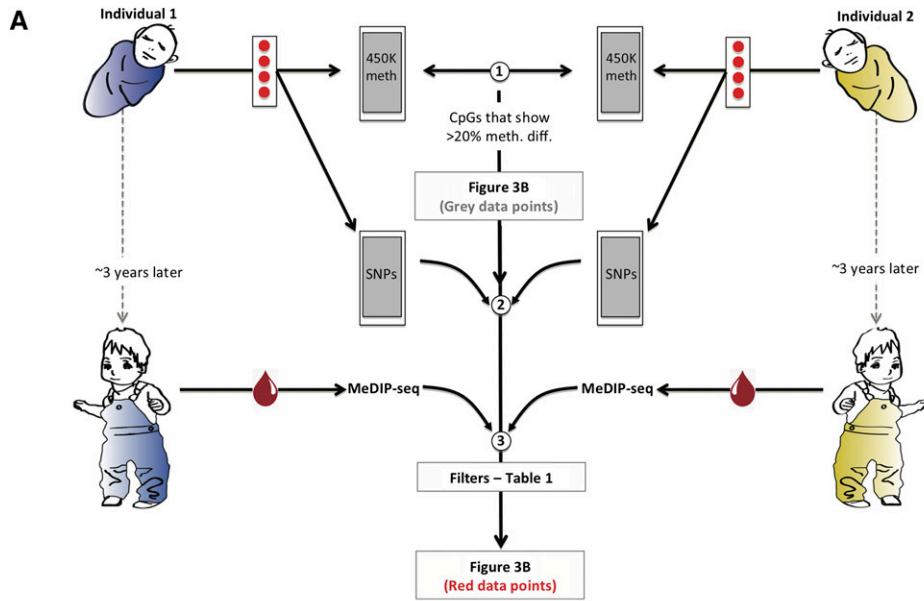 A
Individual 1
Individual 2
450K
meth
1
450K
meth
CpGs that show
>20% meth. diff.
Figure 3B
(Grey data points)
~3 years later
SNPs
SNPs
~3 years later
2
MeDIP-seq
MeDIP-seq
3
Filters – Table 1
Figure 3B
(Red data points)